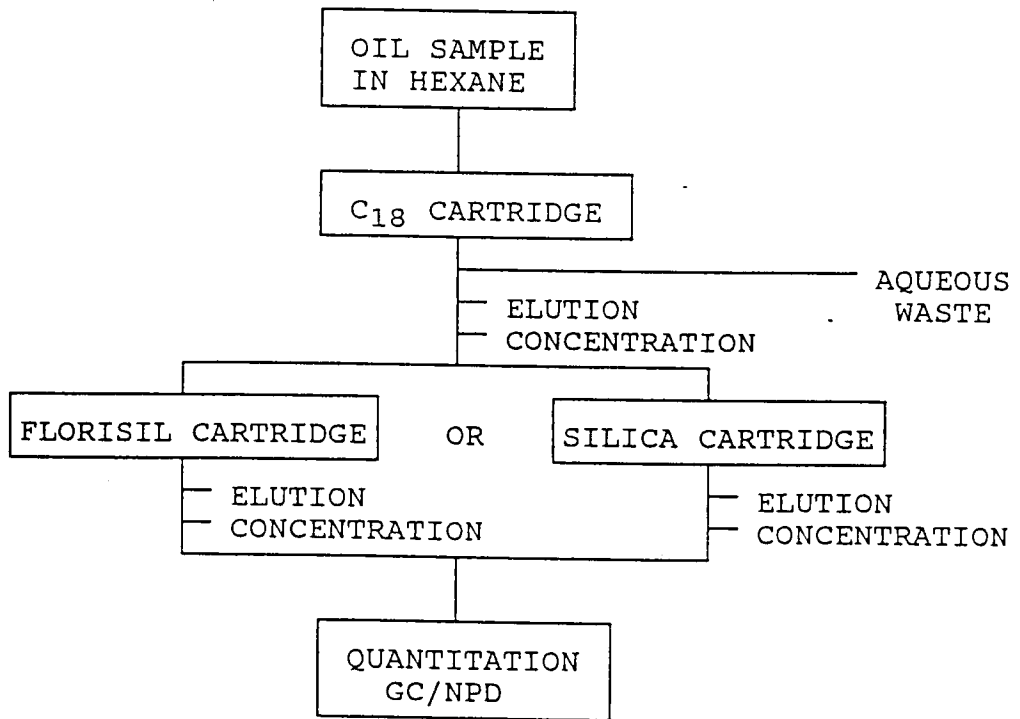 OIL SAMPLE
IN HEXANE
C18 CARTRIDGE
AQUEOUS
WASTE
ELUTION
CONCENTRATION
FLORISIL CARTRIDGE
OR
SILICA CARTRIDGE
ELUTION
CONCENTRATION
ELUTION
CONCENTRATION
QUANTITATION
GC/NPD